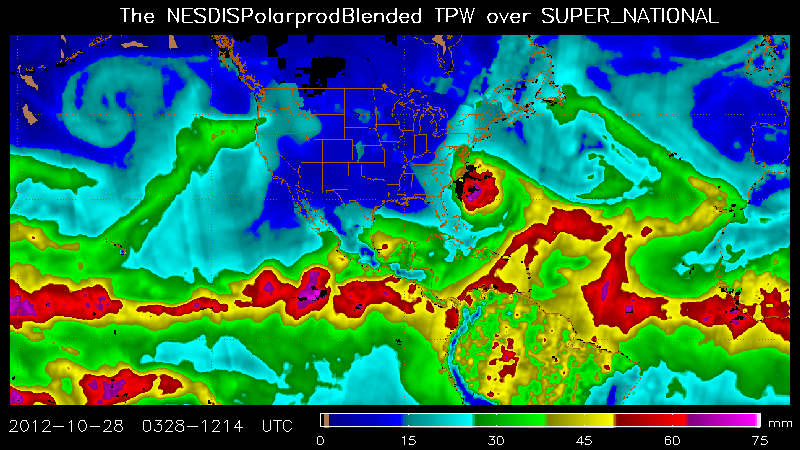 The NESDISPolarprodBlended TPW over SUPER_NATIONAL
2012-10-28 0328-1214 UTC
mm
0 15 30 45 60 75